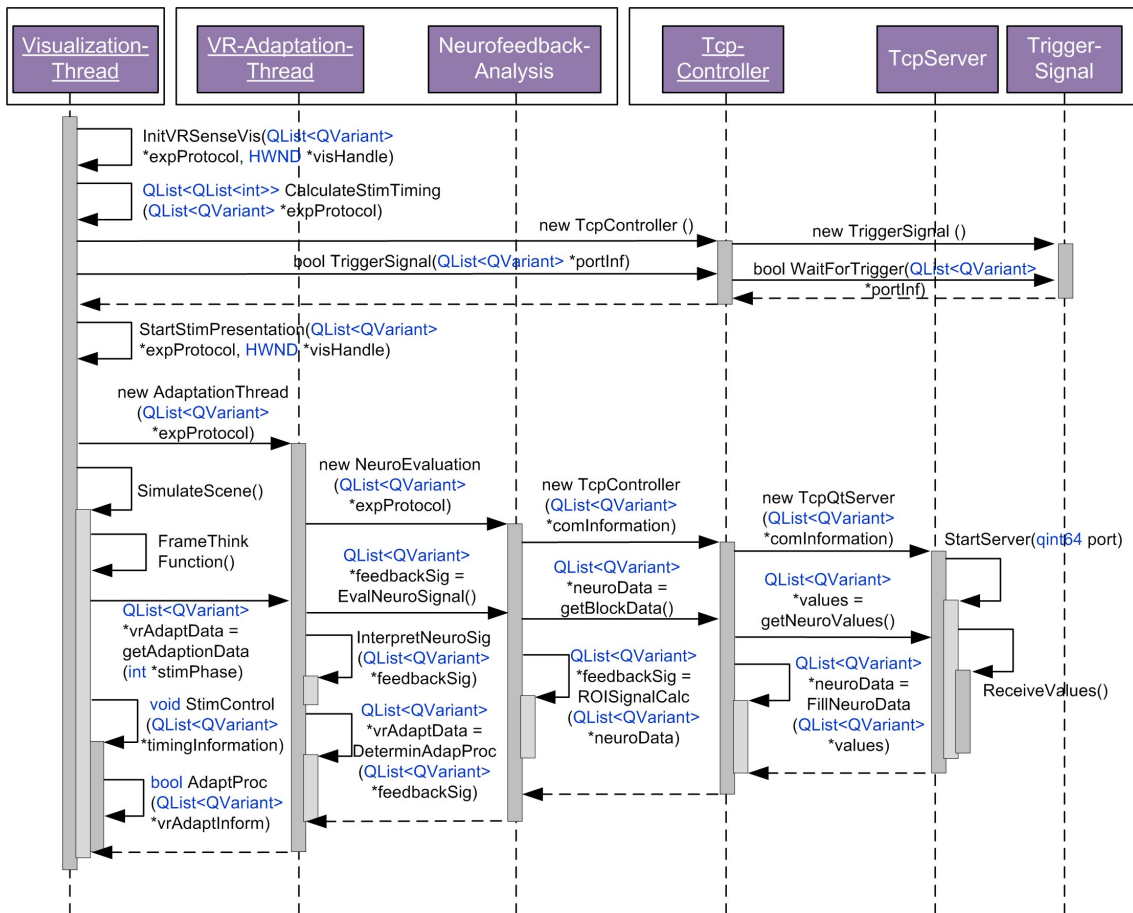 Visualization-
Thread
VR-Adaptation-
Thread
Neurofeedback-
Analysis
Tcp-
Controller
TcpServer
Trigger-
Signal
InitVRSenseVis(QList<QVariant>
*expProtocol, HWND *visHandle)
QList<QList<int>> CalculateStimTiming
(QList<QVariant> *expProtocol)
new TcpController ()
new TriggerSignal ()
bool TriggerSignal(QList<QVariant> *portInf)
bool WaitForTrigger(QList<QVariant>
*portInf)
StartStimPresentation(QList<QVariant>
*expProtocol, HWND *visHandle)
new AdaptationThread
(QList<QVariant>
*expProtocol)
SimulateScene()
new NeuroEvaluation
(QList<QVariant>
*expProtocol)
new TcpController
(QList<QVariant>
*comInformation)
new TcpQtServer
(QList<QVariant>
*comInformation)
StartServer(qint64 port)
FrameThink
Function()
QList<QVariant>
*feedbackSig =
EvalNeuroSignal()
QList<QVariant>
*neuroData =
getBlockData()
QList<QVariant>
*values =
getNeuroValues()
QList<QVariant>
*vrAdaptData =
getAdaptionData
(int *stimPhase)
InterpretNeuroSig
(QList<QVariant>
*feedbackSig)
QList<QVariant>
*feedbackSig =
ROISignalCalc
(QList<QVariant>
*neuroData)
QList<QVariant>
*neuroData =
FillNeuroData
(QList<QVariant>
*values)
ReceiveValues()
void StimControl
(QList<QVariant>
*timingInformation)
QList<QVariant>
*vrAdaptData =
DeterminAdapProc
(QList<QVariant>
*feedbackSig)
bool AdaptProc
(QList<QVariant>
*vrAdaptInform)